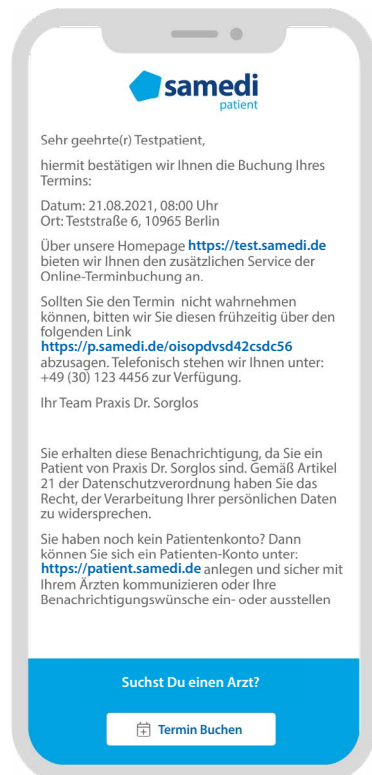 samedi
patient
Sehr geehrte(r) Testpatient,
hiermit bestätigen wir Ihnen die Buchung Ihres
Termins:
Datum: 21.08.2021, 08:00 Uhr
Ort: Teststraße 6, 10965 Berlin
Über unsere Homepage https://test.samedi.de
bieten wir Ihnen den zusätzlichen Service der
Online-Terminbuchung an.
Sollten Sie den Termin nicht wahrnehmen
können, bitten wir Sie diesen frühzeitig über den
folgenden Link
https://p.samedi.de/oisopdvsd42csdc56
abzusagen. Telefonisch stehen wir Ihnen unter:
+49 (30) 123 4456 zur Verfügung.
Ihr Team Praxis Dr. Sorglos
Sie erhalten diese Benachrichtigung, da Sie ein
Patient von Praxis Dr. Sorglos sind. Gemäß Artikel
21 der Datenschutzverordnung haben Sie das
Recht, der Verarbeitung Ihrer persönlichen Daten
zu widersprechen.
Sie haben noch kein Patientenkonto? Dann
können Sie sich ein Patienten-Konto unter:
https://patient.samedi.de anlegen und sicher mit
Ihrem Ärzten kommunizieren oder Ihre
Benachrichtigungswünsche ein- oder ausstellen
Suchst Du einen Arzt?
Termin Buchen